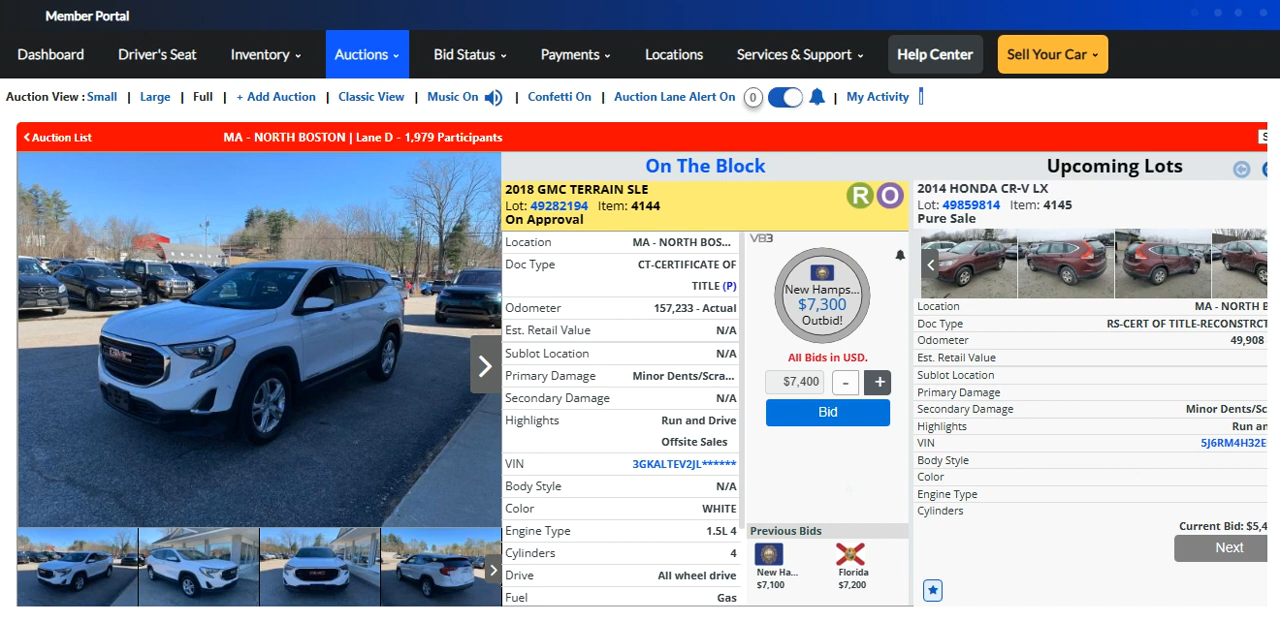 Member Portal
Dashboard Driver's Seat Inventory Auctions Bid Status Payments Locations Services & Support Help Center Sell Your Car
Auction View : Small | Large | Full | + Add Auction | Classic View | Music On | Confetti On | Auction Lane Alert On 0 | My Activity
Auction List MA - NORTH BOSTON | Lane D - 1,979 Participants
On The Block
2018 GMC TERRAIN SLE
Lot: 49282194 Item: 4144
On Approval
R O
Location MA - NORTH BOS...
Doc Type CT-CERTIFICATE OF
TITLE (P)
Odometer 157,233 - Actual
Est. Retail Value N/A
Sublot Location N/A
Primary Damage Minor Dents/Scra...
Secondary Damage N/A
Highlights Run and Drive
Offsite Sales
VIN 3GKALTEV2JL******
Body Style N/A
Color WHITE
Engine Type 1.5L 4
Cylinders 4
Drive All wheel drive
Fuel Gas
VB3
New Hamps...
$7,300
Outbid!
All Bids in USD.
$7,400 - +
Bid
Previous Bids
New Ha...
$7,100
Florida
$7,200
Upcoming Lots
2014 HONDA CR-V LX
Lot: 49859814 Item: 4145
Pure Sale
Location MA - NORTH B
Doc Type RS-CERT OF TITLE-RECONSTRCT
Odometer 49,908
Est. Retail Value
Sublot Location
Primary Damage
Secondary Damage Minor Dents/Sc
Highlights Run an
VIN 5J6RM4H32E
Body Style
Color
Engine Type
Cylinders
Current Bid: $5,4
Next
GMC